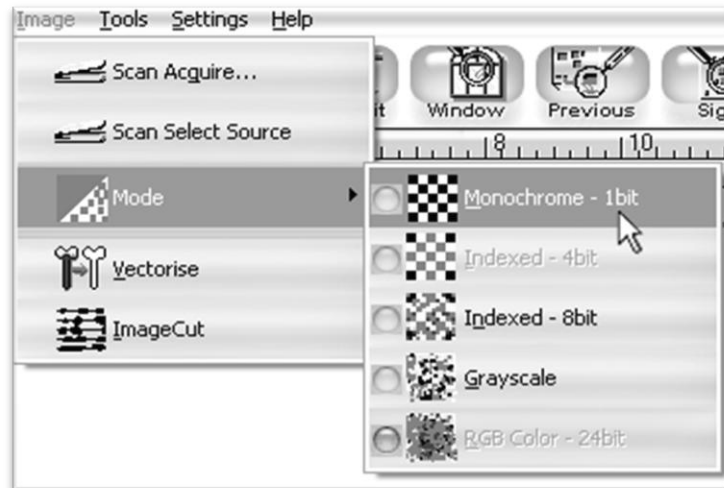 Image Tools Settings Help
Scan Acquire...
Window Previous
Scan Select Source
8 10
Mode
Monochrome - 1bit
Indexed - 4bit
Vectorise
Indexed - 8bit
ImageCut
Grayscale
RGB Color - 24bit